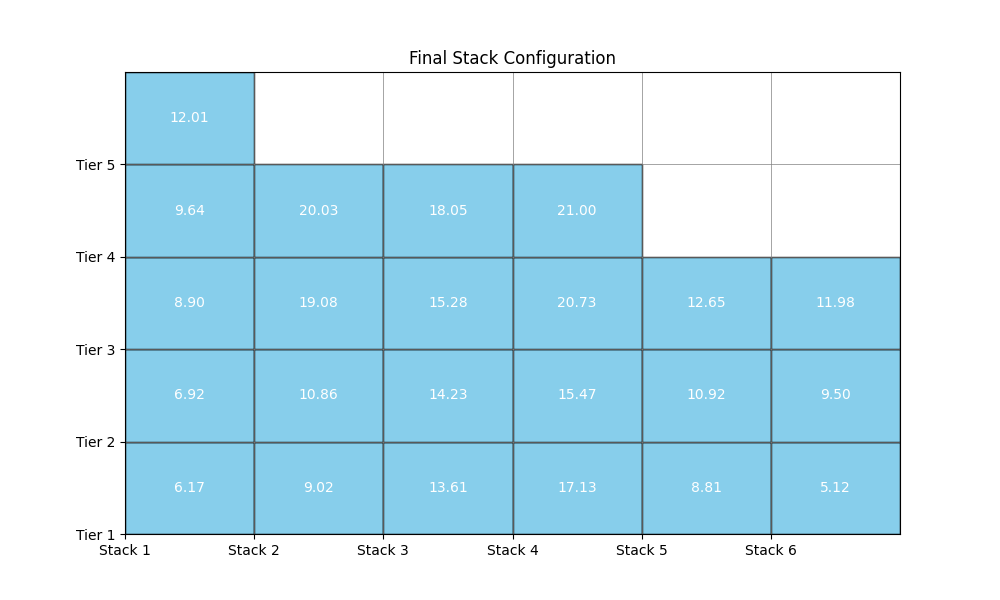 Final Stack Configuration
12.01
Tier 5
9.64 20.03 18.05 21.00
Tier 4
8.90 19.08 15.28 20.73 12.65 11.98
Tier 3
6.92 10.86 14.23 15.47 10.92 9.50
Tier 2
6.17 9.02 13.61 17.13 8.81 5.12
Tier 1
Stack 1 Stack 2 Stack 3 Stack 4 Stack 5 Stack 6